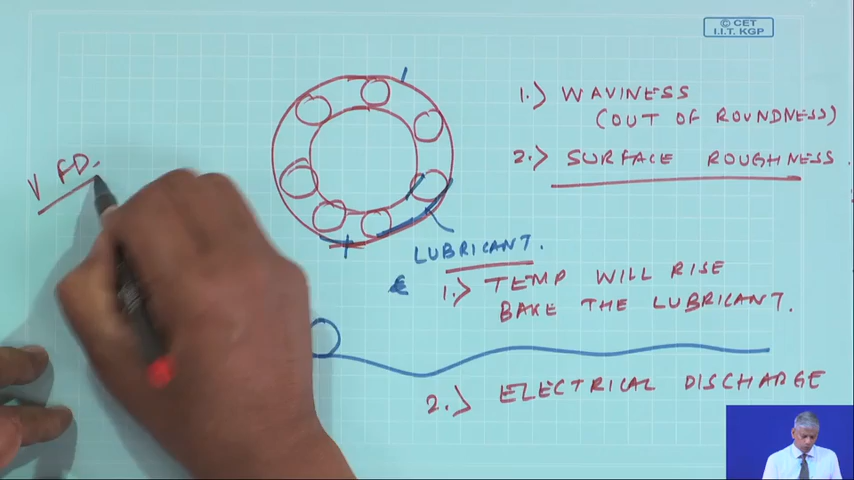 © CET
I.I.T. KGP
1.) WAVINESS
(OUT OF ROUNDNESS)
2.) SURFACE ROUGHNESS
VFD.
LUBRICANT.
1.) TEMP WILL RISE
BAKE THE LUBRICANT.
2.) ELECTRICAL DISCHARGE